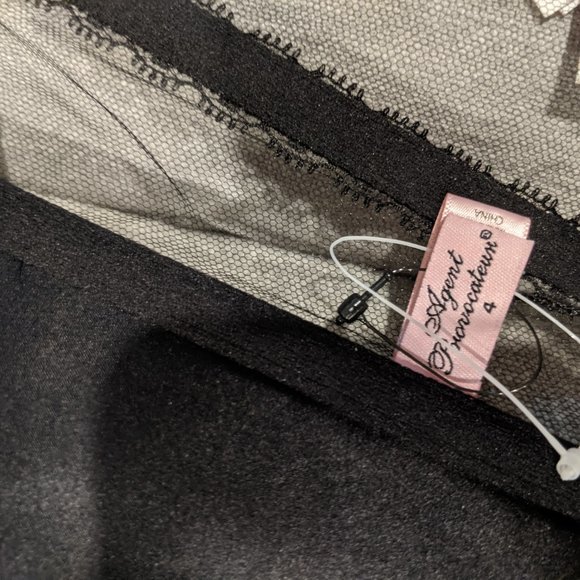 Agent
Provocateur®
4
CHINA